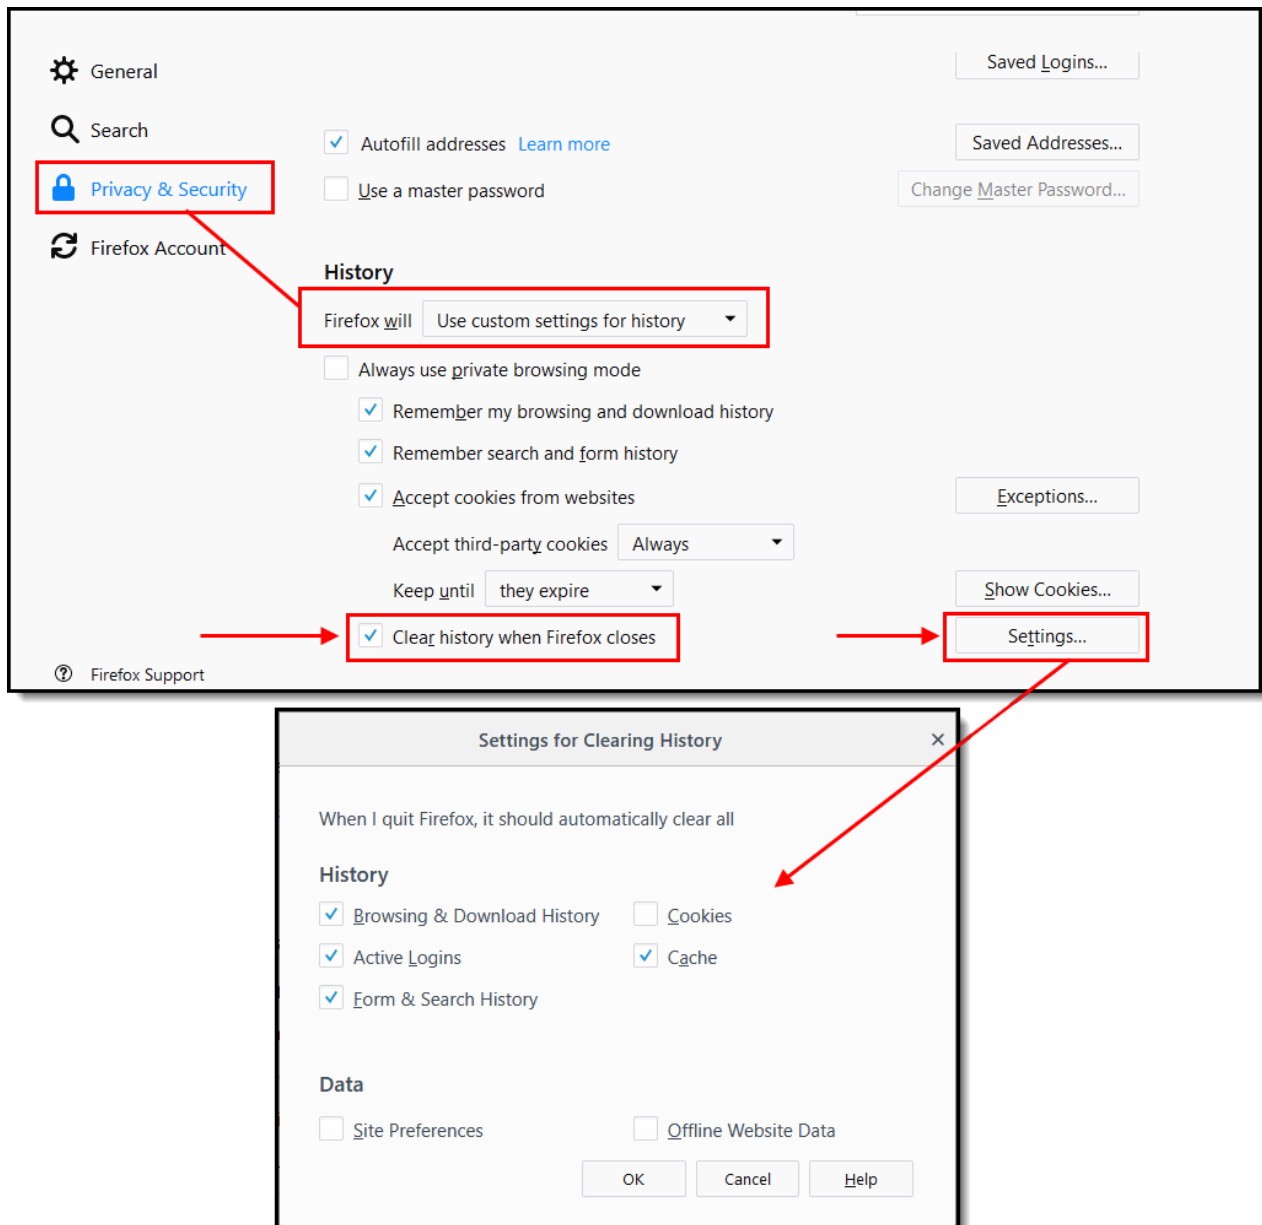 General
Search
Privacy & Security
Firefox Account
Firefox Support
Saved Logins...
Autofill addresses Learn more
Saved Addresses...
Use a master password
Change Master Password...
History
Firefox will Use custom settings for history
Always use private browsing mode
Remember my browsing and download history
Remember search and form history
Accept cookies from websites
Exceptions...
Accept third-party cookies Always
Keep until they expire
Show Cookies...
Clear history when Firefox closes
Settings...
Settings for Clearing History
When I quit Firefox, it should automatically clear all
History
Browsing & Download History Cookies
Active Logins Cache
Form & Search History
Data
Site Preferences Offline Website Data
OK Cancel Help